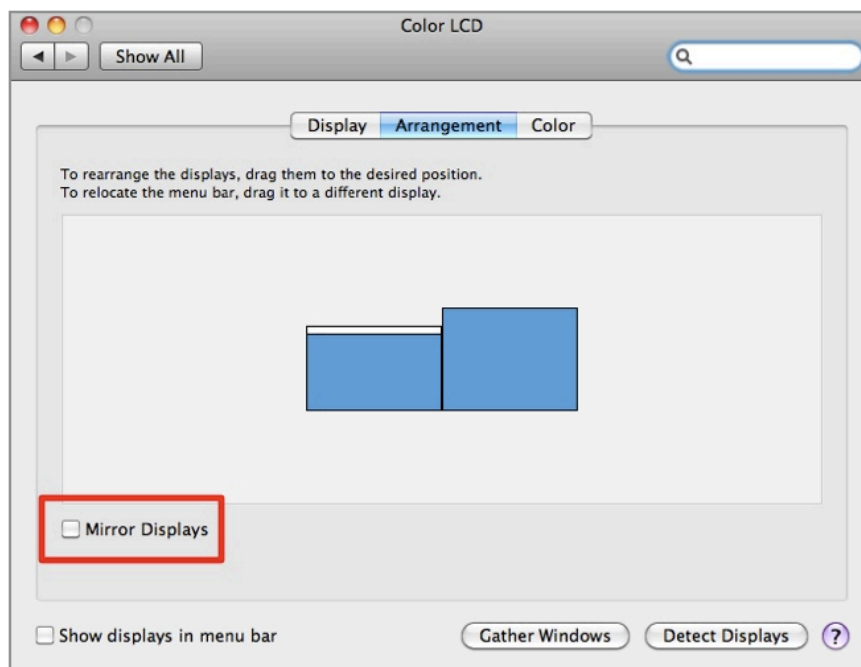 Color LCD
Show All
Display Arrangement Color
To rearrange the displays, drag them to the desired position.
To relocate the menu bar, drag it to a different display.
Mirror Displays
Show displays in menu bar Gather Windows Detect Displays ?